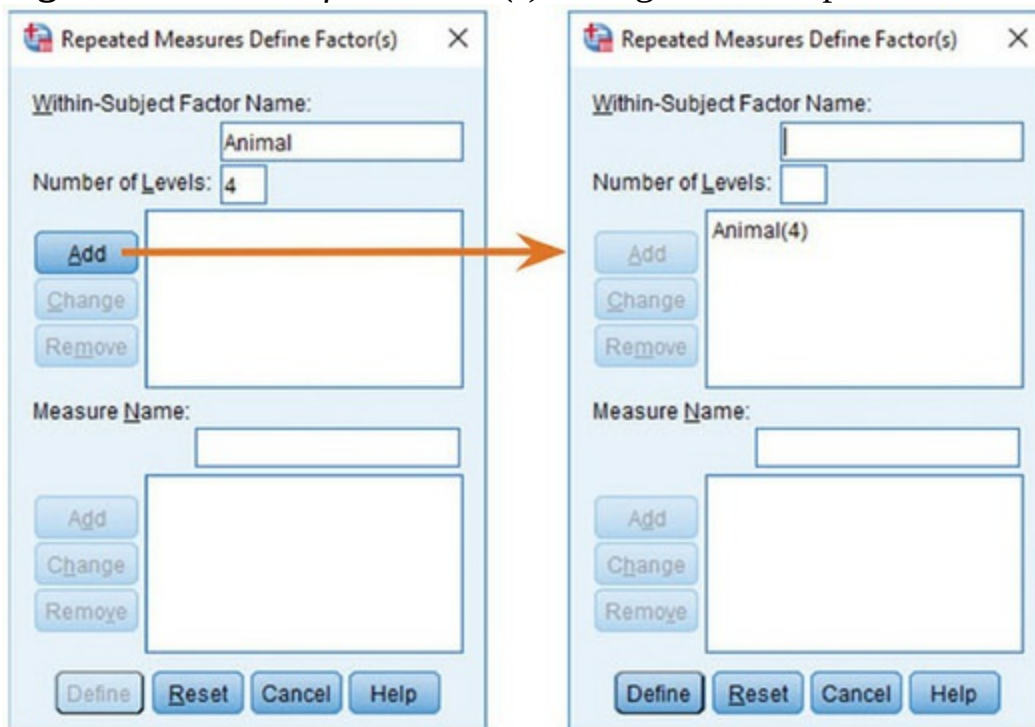 Repeated Measures Define Factor(s)
Within-Subject Factor Name:
Animal
Number of Levels: 4
Add
Change
Remove
Measure Name:
Add
Change
Remove
Define Reset Cancel Help
Repeated Measures Define Factor(s)
Within-Subject Factor Name:
Number of Levels:
Animal(4)
Add
Change
Remove
Measure Name:
Add
Change
Remove
Define Reset Cancel Help